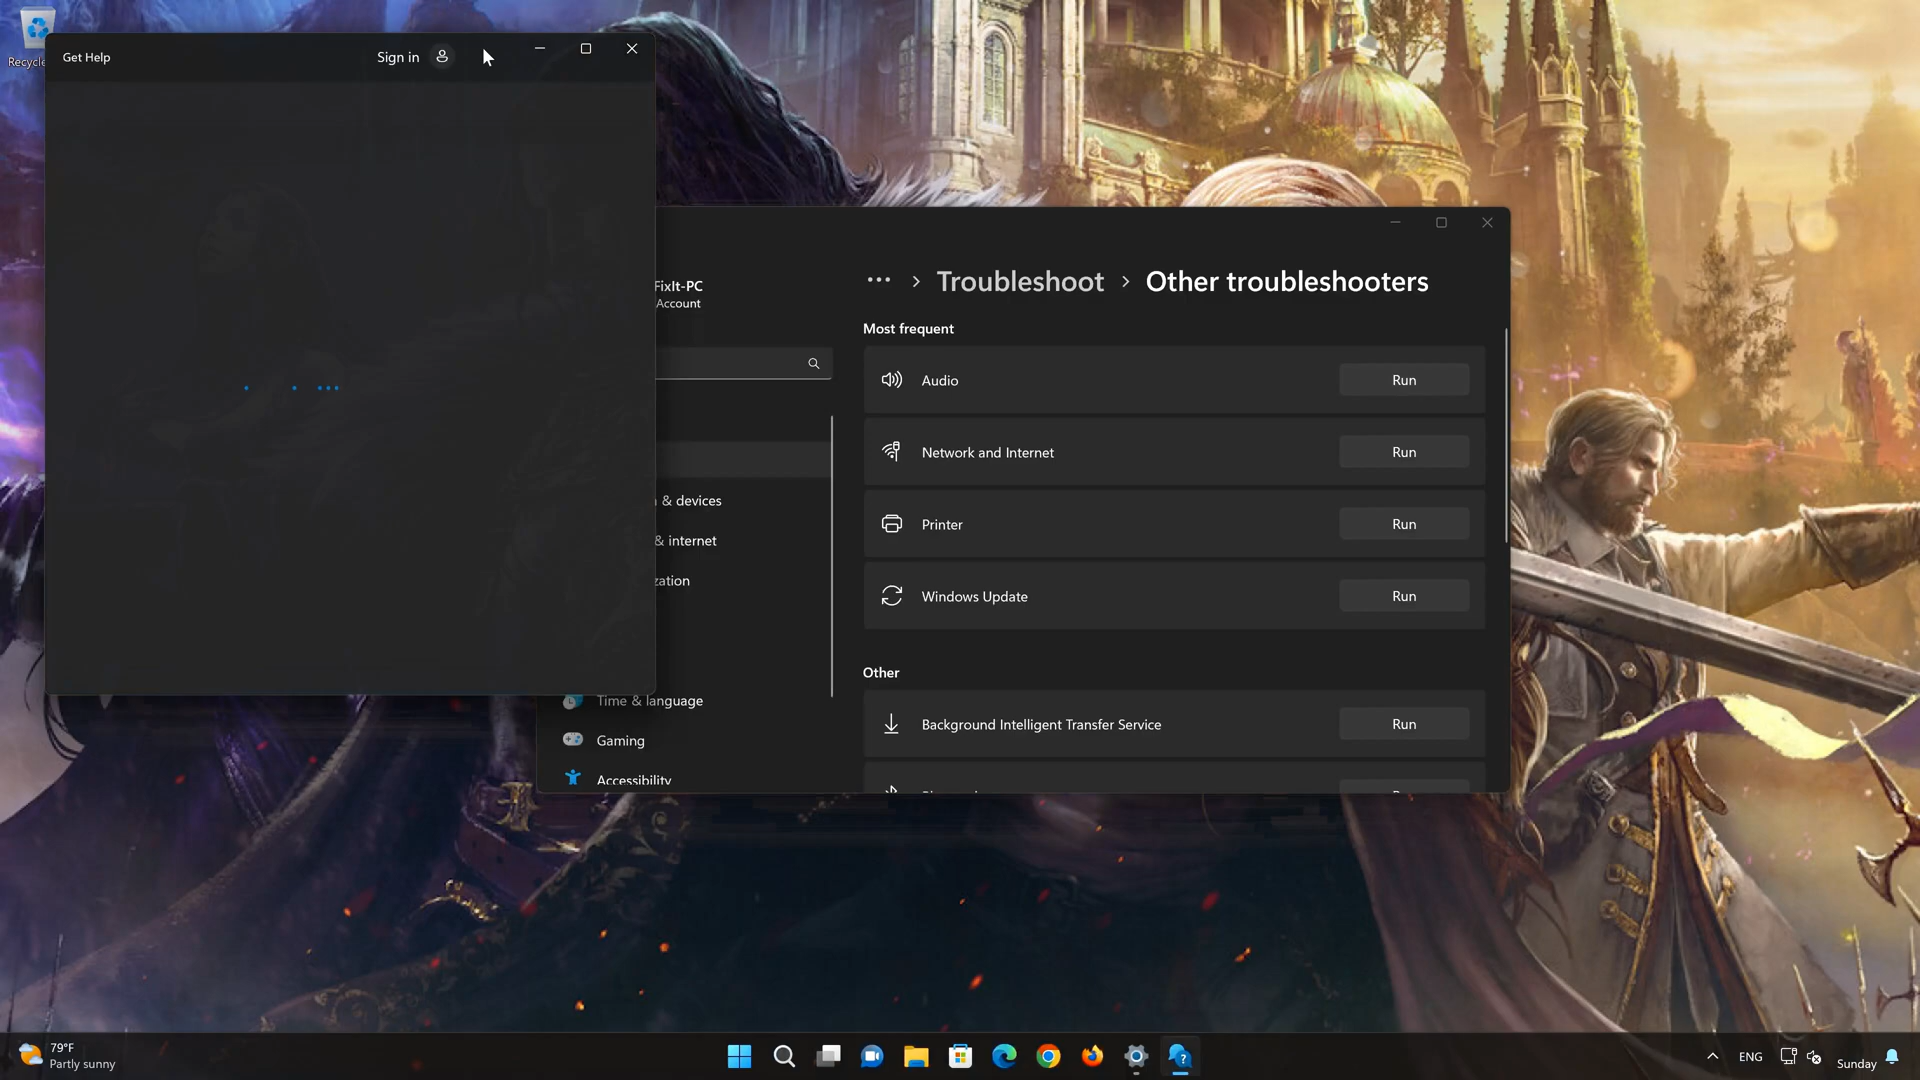 Recycle
Get Help
Sign in
FixIt-PC
Account
& devices
& internet
zation
Time & language
Gaming
Accessibility
Troubleshoot
Other troubleshooters
Most frequent
Audio
Run
Network and Internet
Run
Printer
Run
Windows Update
Run
Other
Background Intelligent Transfer Service
Run
79°F
Partly sunny
ENG
Sunday